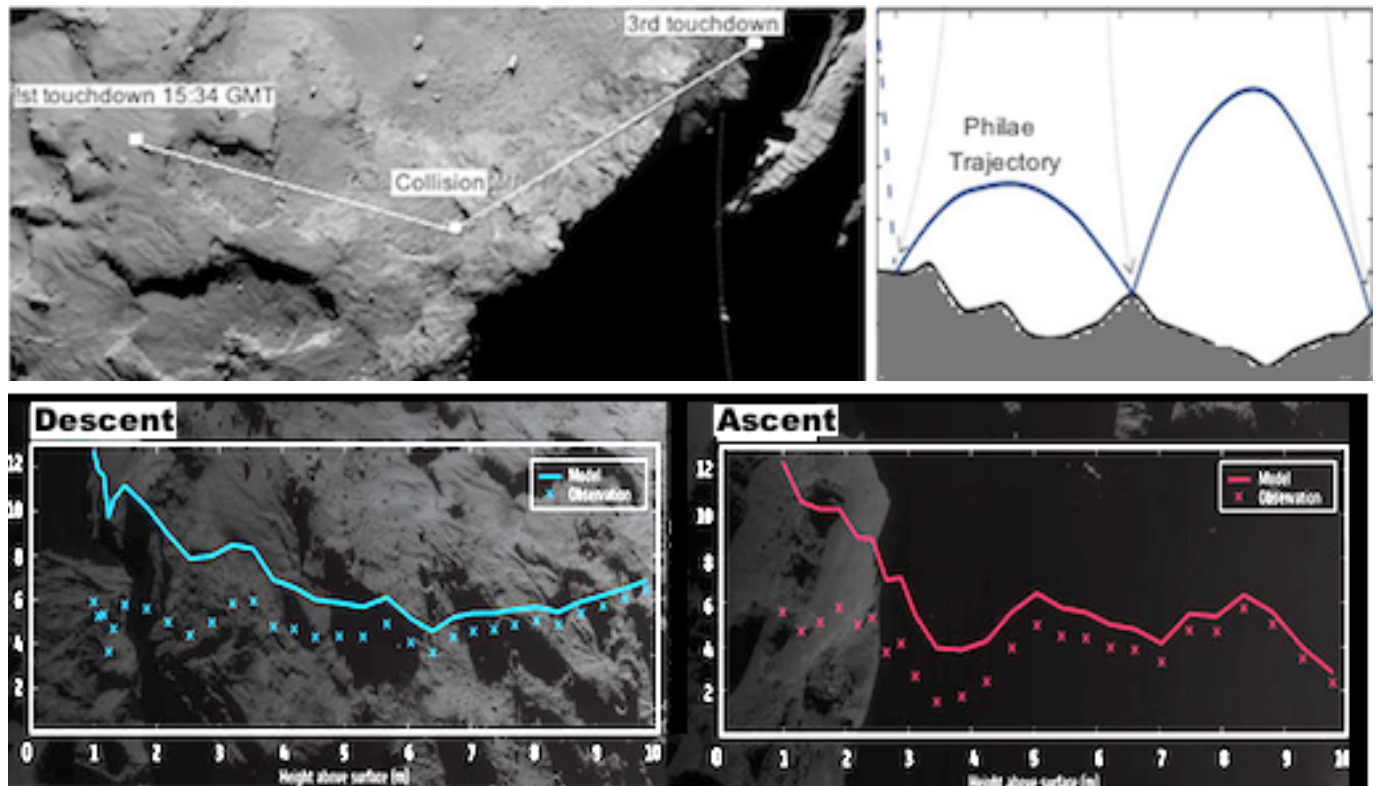 3rd touchdown
1st touchdown 15:34 GMT
Collision
Philae
Trajectory
Descent
12
10
8
6
4
2
Model
Observation
0 1 2 3 4 5 6 7 8 9 10
Height above surface (m)
Ascent
12
10
8
6
4
2
Model
Observation
0 1 2 3 4 5 6 7 8 9 10
Height above surface (m)